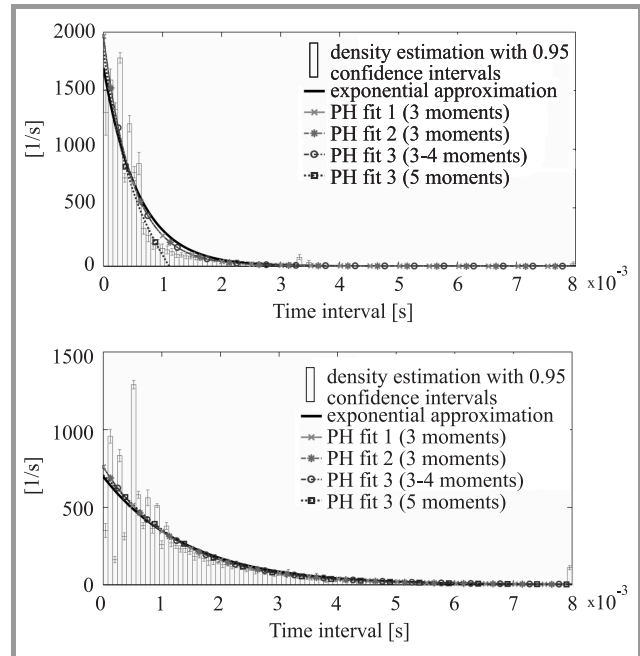 2000
1500
1000
500
0
[1/s]
density estimation with 0.95
confidence intervals
exponential approximation
PH fit 1 (3 moments)
PH fit 2 (3 moments)
PH fit 3 (3-4 moments)
PH fit 3 (5 moments)
0 1 2 3 4 5 6 7 8 ×10⁻³
Time interval [s]
1500
1000
500
0
[1/s]
density estimation with 0.95
confidence intervals
exponential approximation
PH fit 1 (3 moments)
PH fit 2 (3 moments)
PH fit 3 (3-4 moments)
PH fit 3 (5 moments)
0 1 2 3 4 5 6 7 8 ×10⁻³
Time interval [s]